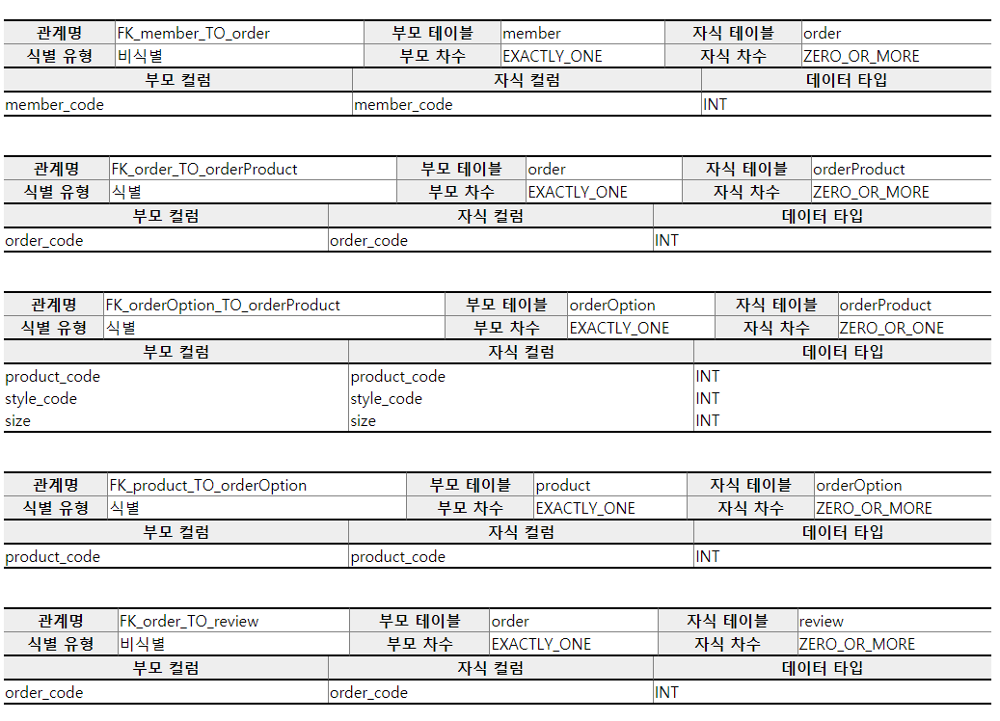 관계명 FK_member_TO_order 부모 테이블 member 자식 테이블 order
식별 유형 비식별 부모 차수 EXACTLY_ONE 자식 차수 ZERO_OR_MORE
부모 컬럼 자식 컬럼 데이터 타입
member_code member_code INT
관계명 FK_order_TO_orderProduct 부모 테이블 order 자식 테이블 orderProduct
식별 유형 식별 부모 차수 EXACTLY_ONE 자식 차수 ZERO_OR_MORE
부모 컬럼 자식 컬럼 데이터 타입
order_code order_code INT
관계명 FK_orderOption_TO_orderProduct 부모 테이블 orderOption 자식 테이블 orderProduct
식별 유형 식별 부모 차수 EXACTLY_ONE 자식 차수 ZERO_OR_ONE
부모 컬럼 자식 컬럼 데이터 타입
product_code product_code INT
style_code style_code INT
size size INT
관계명 FK_product_TO_orderOption 부모 테이블 product 자식 테이블 orderOption
식별 유형 식별 부모 차수 EXACTLY_ONE 자식 차수 ZERO_OR_MORE
부모 컬럼 자식 컬럼 데이터 타입
product_code product_code INT
관계명 FK_order_TO_review 부모 테이블 order 자식 테이블 review
식별 유형 비식별 부모 차수 EXACTLY_ONE 자식 차수 ZERO_OR_MORE
부모 컬럼 자식 컬럼 데이터 타입
order_code order_code INT